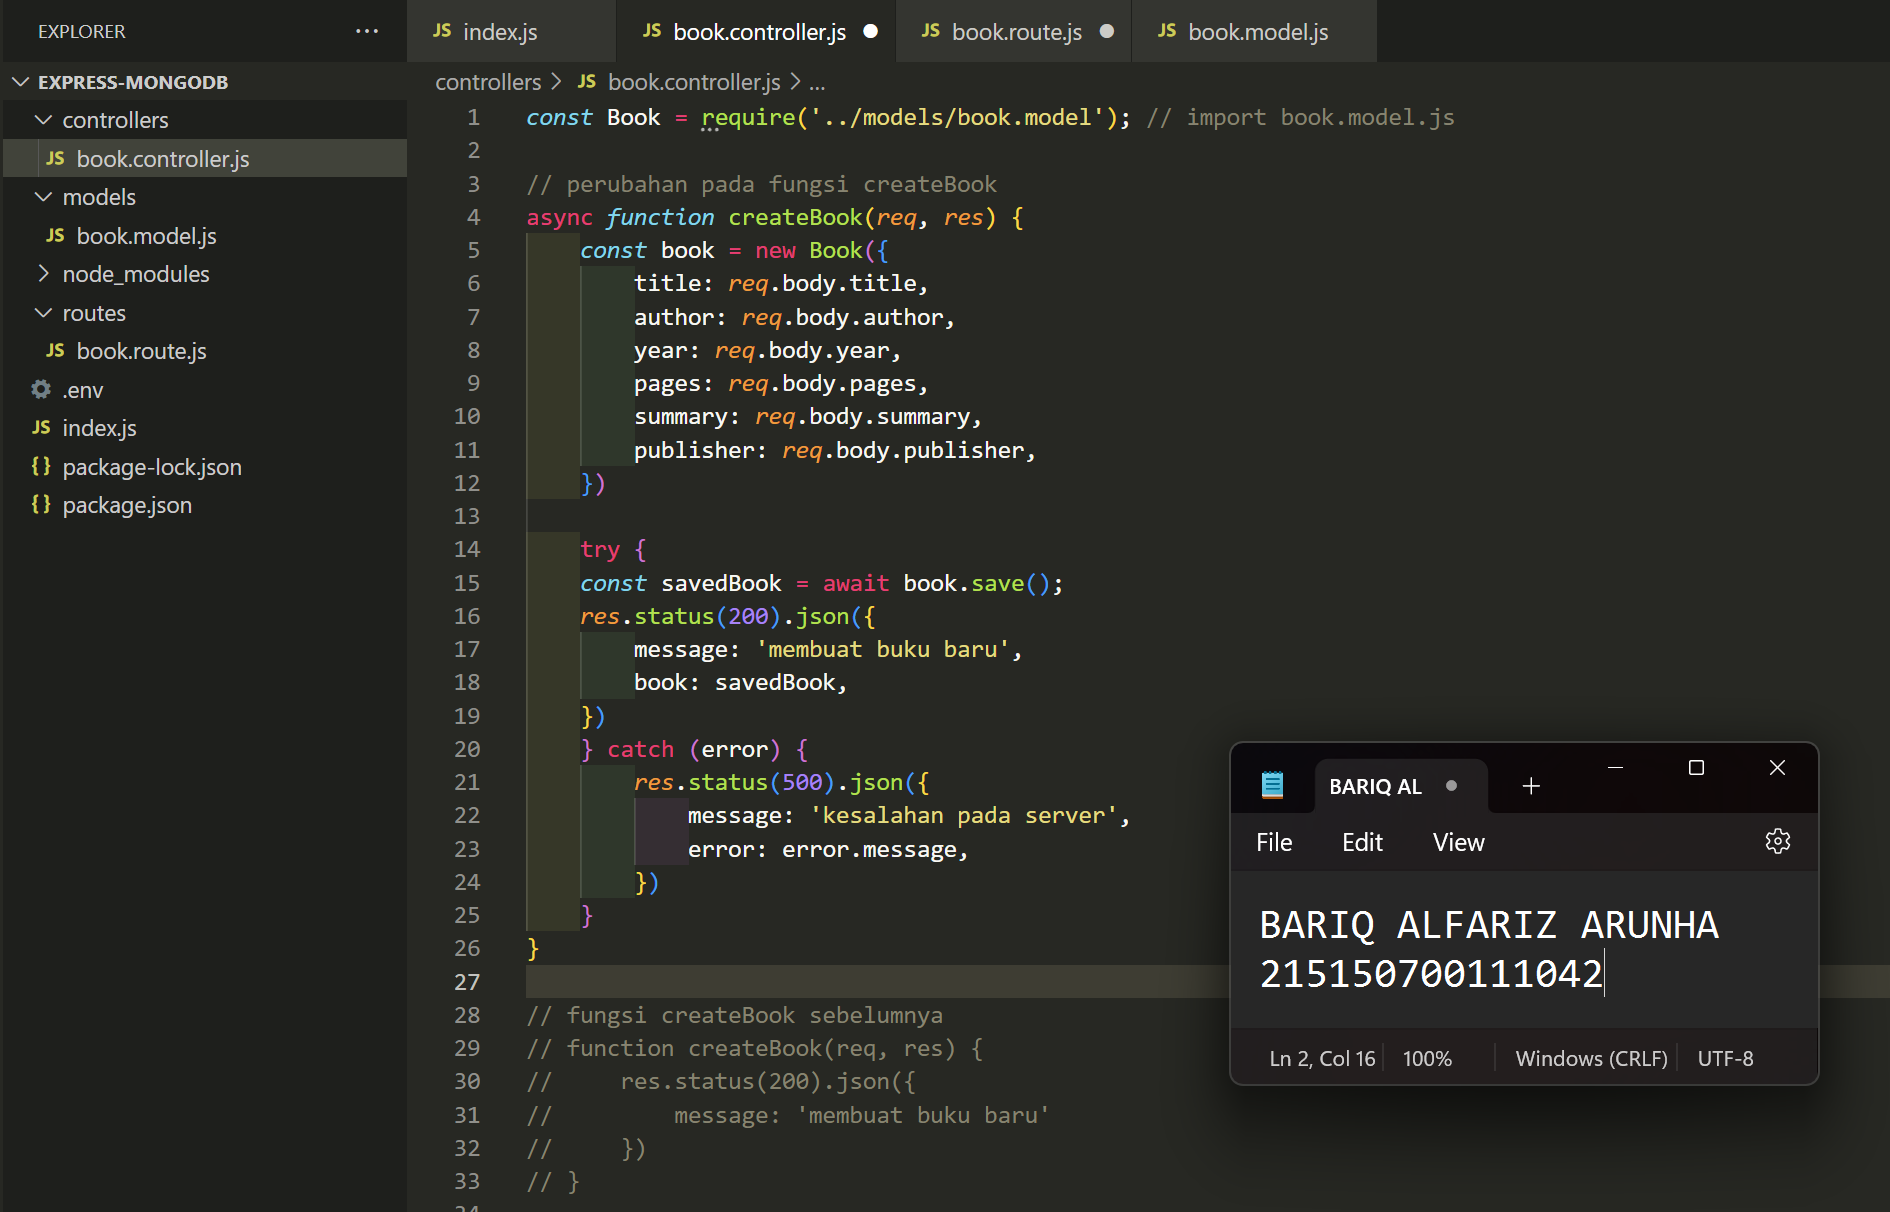 EXPLORER ...
EXPRESS-MONGODB
controllers
JS book.controller.js
models
JS book.model.js
node_modules
routes
JS book.route.js
.env
JS index.js
{} package-lock.json
{} package.json
JS index.js JS book.controller.js JS book.route.js JS book.model.js
controllers > JS book.controller.js > ...
1 const Book = require('../models/book.model'); // import book.model.js
2
3 // perubahan pada fungsi createBook
4 async function createBook(req, res) {
5     const book = new Book({
6         title: req.body.title,
7         author: req.body.author,
8         year: req.body.year,
9         pages: req.body.pages,
10         summary: req.body.summary,
11         publisher: req.body.publisher,
12     })
13
14     try {
15     const savedBook = await book.save();
16     res.status(200).json({
17         message: 'membuat buku baru',
18         book: savedBook,
19     })
20     } catch (error) {
21         res.status(500).json({
22             message: 'kesalahan pada server',
23             error: error.message,
24         })
25     }
26 }
27
28 // fungsi createBook sebelumnya
29 // function createBook(req, res) {
30 //     res.status(200).json({
31 //         message: 'membuat buku baru'
32 //     })
33 // }
BARIQ AL
File Edit View
BARIQ ALFARIZ ARUNHA
215150700111042
Ln 2, Col 16 100% Windows (CRLF) UTF-8